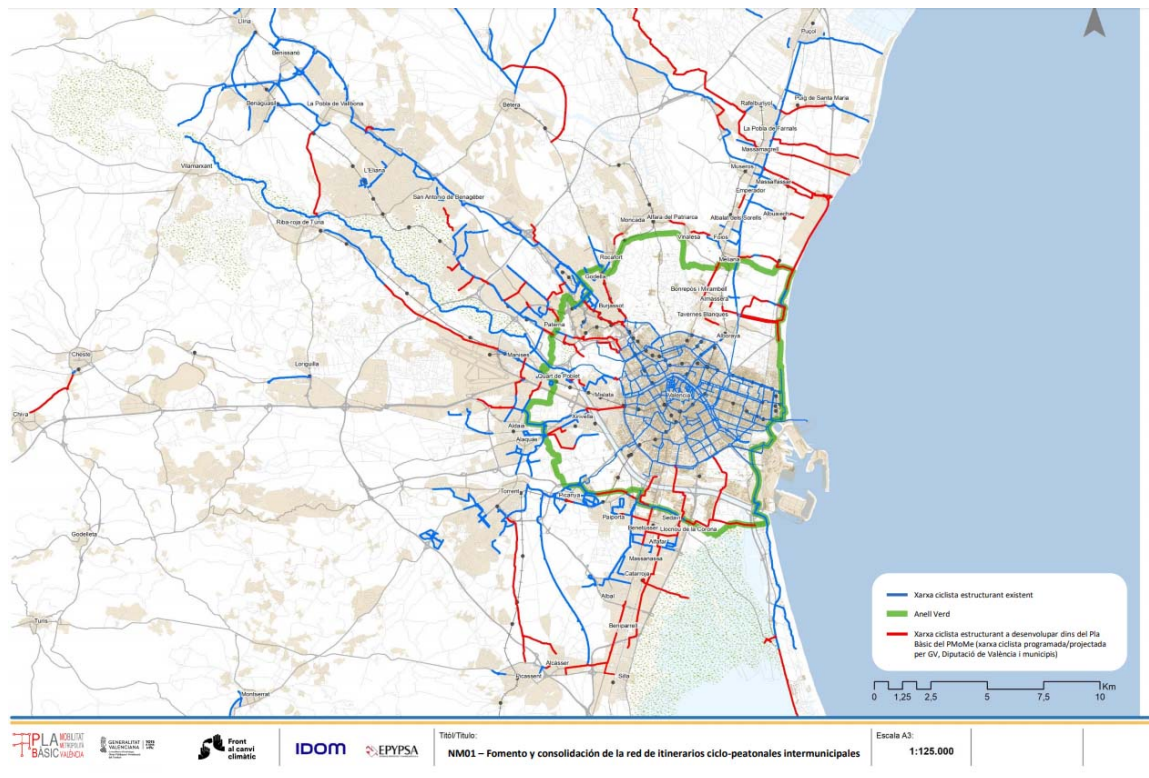 Llíria
Benissanó
Benaguasil
La Pobla de Vallbona
Bétera
Puçol
Rafelbunyol
Plag de Santa Maria
La Pobla de Farnals
Massamagrell
Museros
Massalfassar
Emperador
Albuixech
Albalat dels Sorells
Vilamarxant
L'Eliana
San Antonio de Benagéber
Riba-roja de Túria
Moncada
Alfara del Patriarca
Vinalesa
Foios
Meliana
Rocafort
Godella
Bonrepòs i Mirambell
Almàssera
Burjassot
Tavernes Blanques
Paterna
Alboraya
Manises
Cheste
Loriguilla
Quart de Poblet
Mislata
València
Chiva
Xirivella
Aldaia
Alaquàs
Torrent
Picanya
Paiporta
Sedaví
Benetússer
Llocnou de la Corona
Alfafar
Massanassa
Catarroja
Godelleta
Albal
Beniparrell
Turís
Alcàsser
Picassent
Silla
Montserrat
Xarxa ciclista estructurant existent
Anell Verd
Xarxa ciclista estructurant a desenvolupar dins del Pla
Bàsic del PMoMe (xarxa ciclista programada/projectada
per GV, Diputació de València i municipis)
0 1,25 2,5 5 7,5 10 Km
PLA BÀSIC
MOBILITAT
METROPOLITANA
VALÈNCIA
GENERALITAT
VALENCIANA
Front
al canvi
climàtic
IDOM
EPYPSA
Títol/Título:
NM01 – Fomento y consolidación de la red de itinerarios ciclo-peatonales intermunicipales
Escala A3:
1:125.000